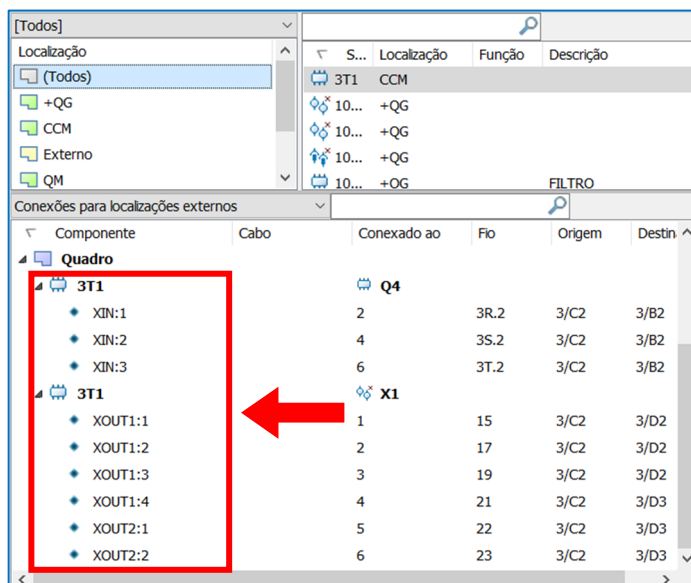 [Todos]
Localização
(Todos)
+QG
CCM
Externo
QM
S... Localização Função Descrição
3T1 CCM
10... +QG
10... +QG
10... +QG
10... +QG FILTRO
Conexões para localizações externos
Componente Cabo Conexado ao Fio Origem Destin
Quadro
3T1 Q4
XIN:1 2 3R.2 3/C2 3/B2
XIN:2 4 3S.2 3/C2 3/B2
XIN:3 6 3T.2 3/C2 3/B2
3T1 X1
XOUT1:1 1 15 3/C2 3/D2
XOUT1:2 2 17 3/C2 3/D2
XOUT1:3 3 19 3/C2 3/D2
XOUT1:4 4 21 3/C2 3/D3
XOUT2:1 5 22 3/C2 3/D3
XOUT2:2 6 23 3/C2 3/D3